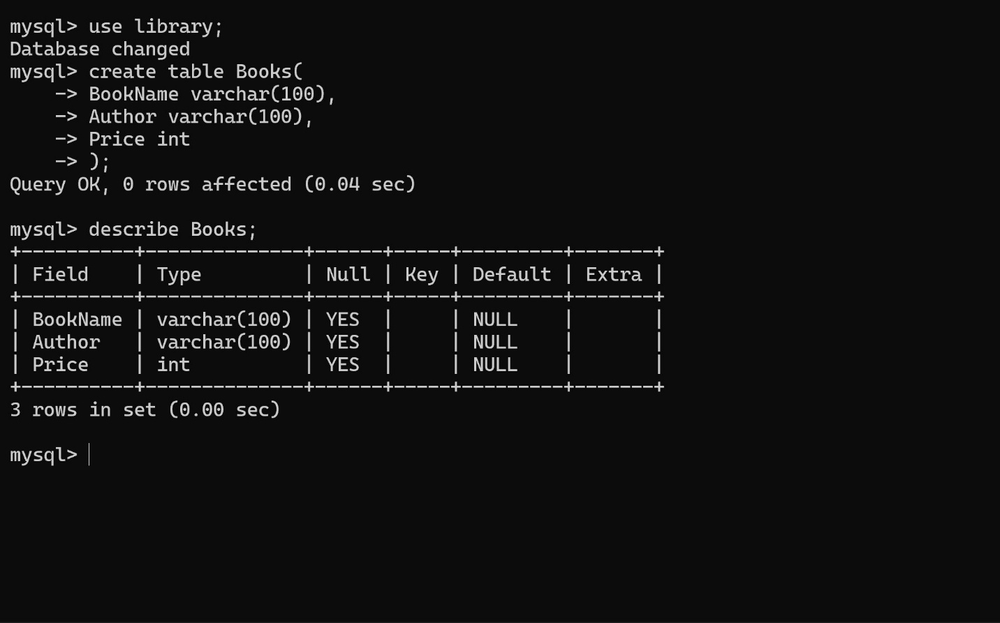 mysql> use library;
Database changed
mysql> create table Books(
    -> BookName varchar(100),
    -> Author varchar(100),
    -> Price int
    -> );
Query OK, 0 rows affected (0.04 sec)

mysql> describe Books;
+----------+--------------+------+-----+---------+-------+
| Field    | Type         | Null | Key | Default | Extra |
+----------+--------------+------+-----+---------+-------+
| BookName | varchar(100) | YES  |     | NULL    |       |
| Author   | varchar(100) | YES  |     | NULL    |       |
| Price    | int          | YES  |     | NULL    |       |
+----------+--------------+------+-----+---------+-------+
3 rows in set (0.00 sec)

mysql>